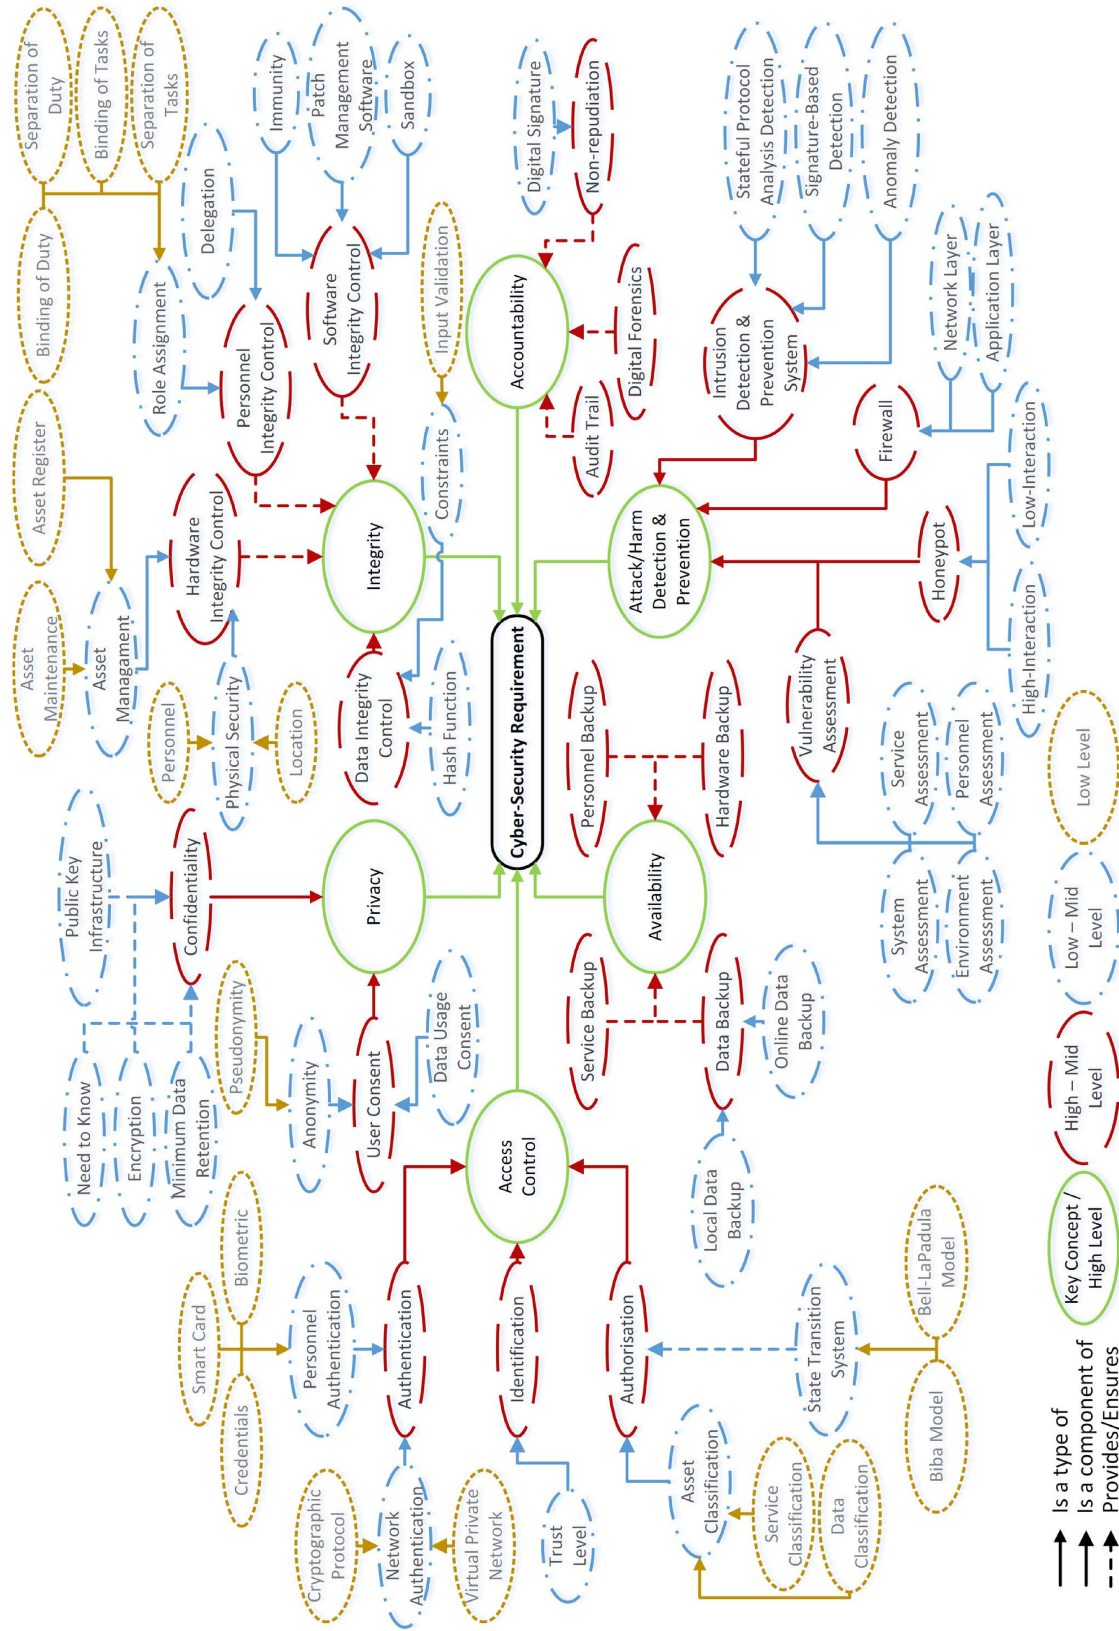 Asset
Maintenance
Asset Register
Binding of Duty
Separation of
Duty
Binding of Tasks
Separation of
Tasks
Need to Know
Encryption
Minimum Data
Retention
Public Key
Infrastructure
Asset
Managament
Role Assignment
Delegation
Smart Card
Credentials
Biometric
Pseudonymity
Confidentiality
Personnel
Physical Security
Location
Hardware
Integrity Control
Personnel
Integrity Control
Immunity
Patch
Management
Software
Sandbox
Software
Integrity Control
Personnel
Authentication
Anonymity
Cryptographic
Protocol
Network
Authentication
Virtual Private
Network
Authentication
User Consent
Data Usage
Consent
Privacy
Data Integrity
Control
Hash Function
Integrity
Constraints
Input Validation
Trust
Level
Identification
Access
Control
Cyber-Security Requirement
Accountability
Digital Signature
Non-repudiation
Audit Trail
Digital Forensics
Authorisation
Service Backup
Personnel Backup
Availability
Data Backup
Hardware Backup
Local Data
Backup
Online Data
Backup
Attack/Harm
Detection &
Prevention
Intrusion
Detection &
Prevention
System
Stateful Protocol
Analysis Detection
Signature-Based
Detection
Anomaly Detection
Asset
Classification
Service
Classification
Data
Classification
State Transition
System
Biba Model
Bell-LaPadula
Model
Vulnerability
Assessment
System
Assessment
Service
Assessment
Environment
Assessment
Personnel
Assessment
Firewall
Honeypot
Network Layer
Application Layer
High-Interaction
Low-Interaction
Is a type of
Is a component of
Provides/Ensures
Key Concept /
High Level
High – Mid
Level
Low – Mid
Level
Low Level